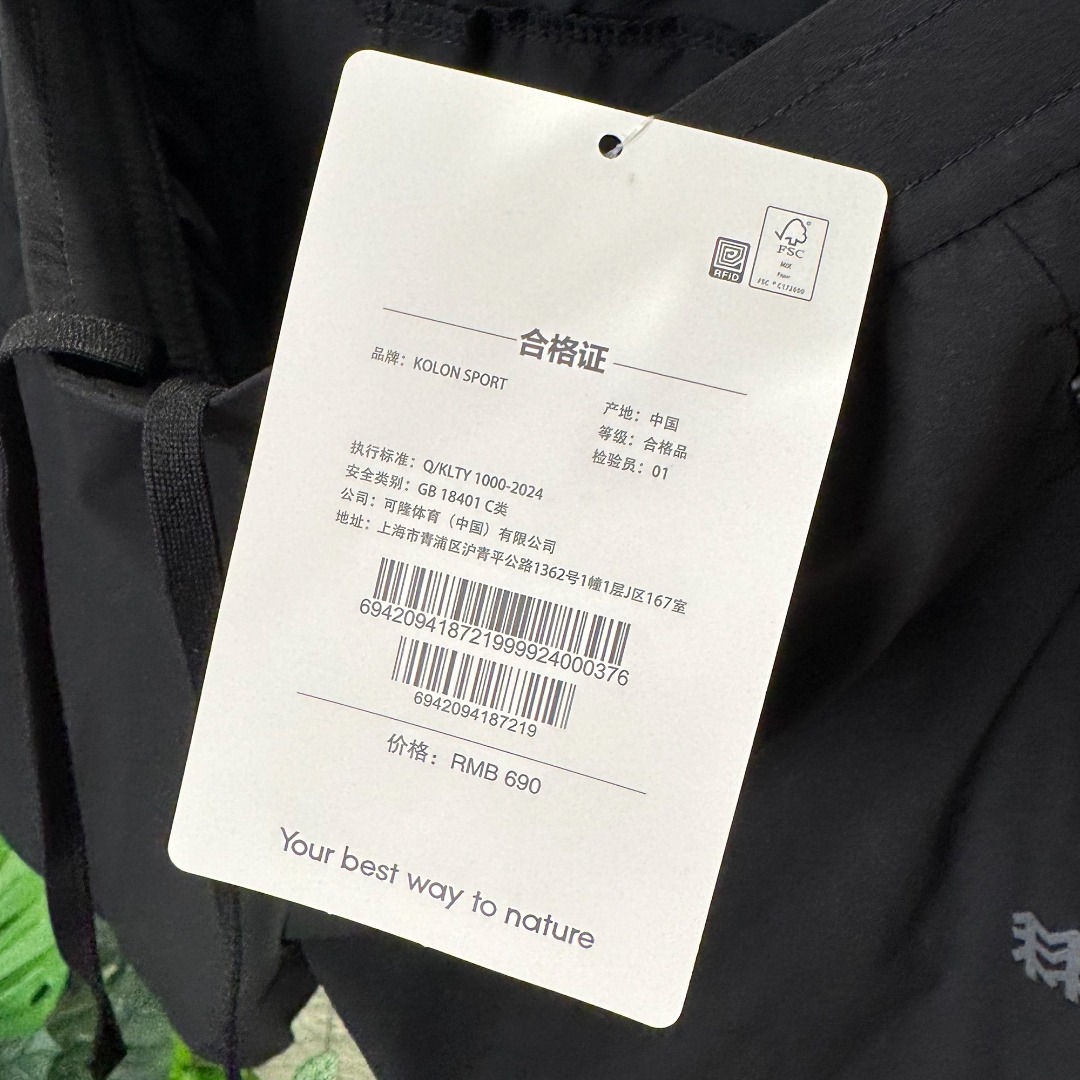 FSC
MIX
Paper
RFID
合格证
品牌：KOLON SPORT
产地：中国
等级：合格品
检验员：01
执行标准：Q/KLTY 1000-2024
安全类别：GB 18401 C类
公司：可隆体育（中国）有限公司
地址：上海市青浦区沪青平公路1362号1幢1层J区167室
694209418721999924000376
6942094187219
价格：RMB 690
Your best way to nature